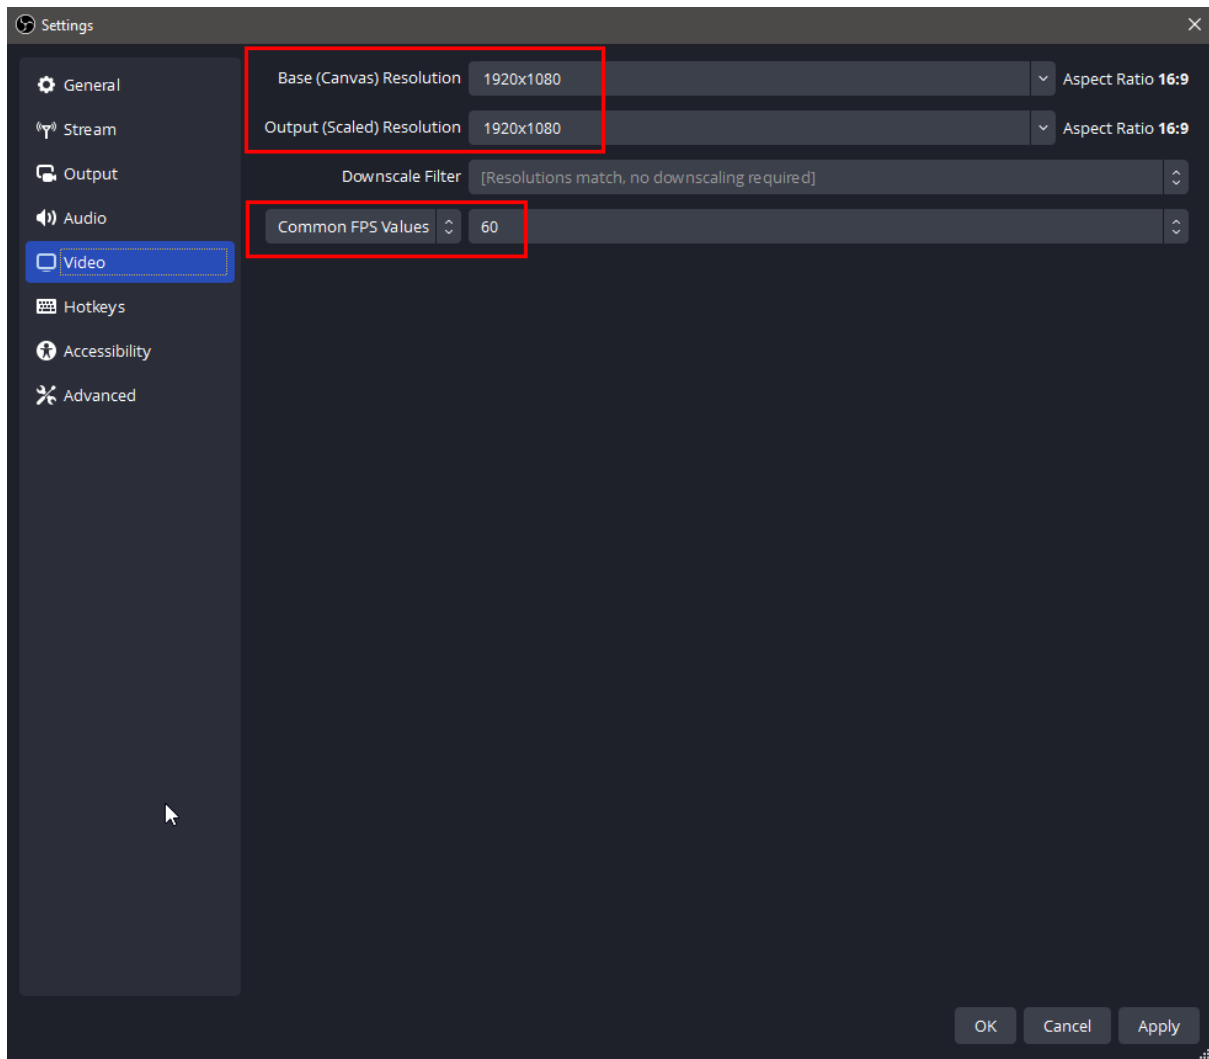 Settings
General
Stream
Output
Audio
Video
Hotkeys
Accessibility
Advanced
Base (Canvas) Resolution 1920x1080 Aspect Ratio 16:9
Output (Scaled) Resolution 1920x1080 Aspect Ratio 16:9
Downscale Filter [Resolutions match, no downscaling required]
Common FPS Values 60
OK Cancel Apply